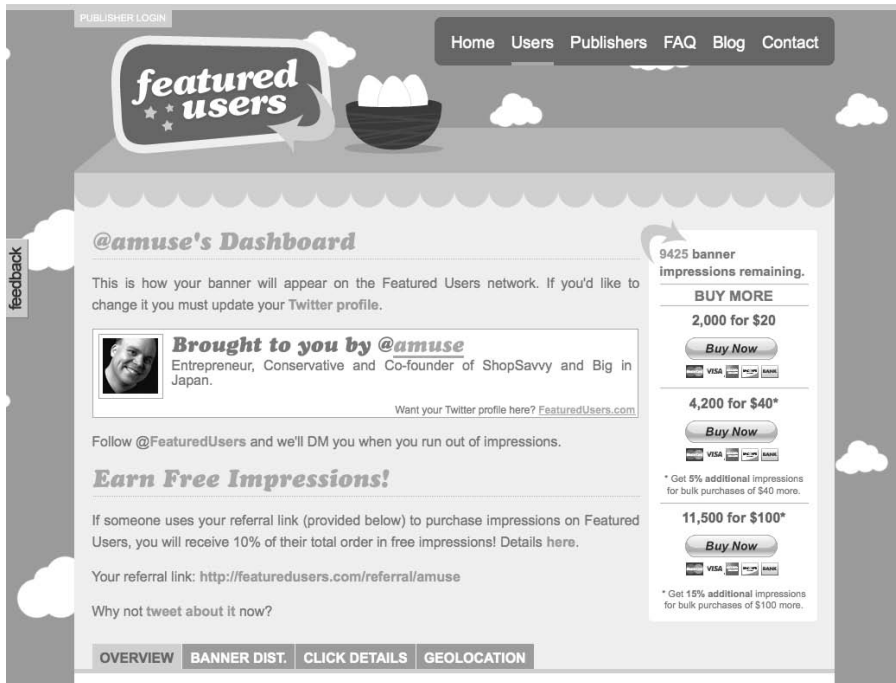 PUBLISHER LOGIN
Home Users Publishers FAQ Blog Contact
featured
users
feedback
@amuse's Dashboard
This is how your banner will appear on the Featured Users network. If you'd like to
change it you must update your Twitter profile.
Brought to you by @amuse
Entrepreneur, Conservative and Co-founder of ShopSavvy and Big in
Japan.
Want your Twitter profile here? FeaturedUsers.com
Follow @FeaturedUsers and we'll DM you when you run out of impressions.
Earn Free Impressions!
If someone uses your referral link (provided below) to purchase impressions on Featured
Users, you will receive 10% of their total order in free impressions! Details here.
Your referral link: http://featuredusers.com/referral/amuse
Why not tweet about it now?
OVERVIEW BANNER DIST. CLICK DETAILS GEOLOCATION
9425 banner
impressions remaining.
BUY MORE
2,000 for $20
Buy Now
VISA BANK
4,200 for $40*
Buy Now
VISA BANK
* Get 5% additional impressions
for bulk purchases of $40 more.
11,500 for $100*
Buy Now
VISA BANK
* Get 15% additional impressions
for bulk purchases of $100 more.